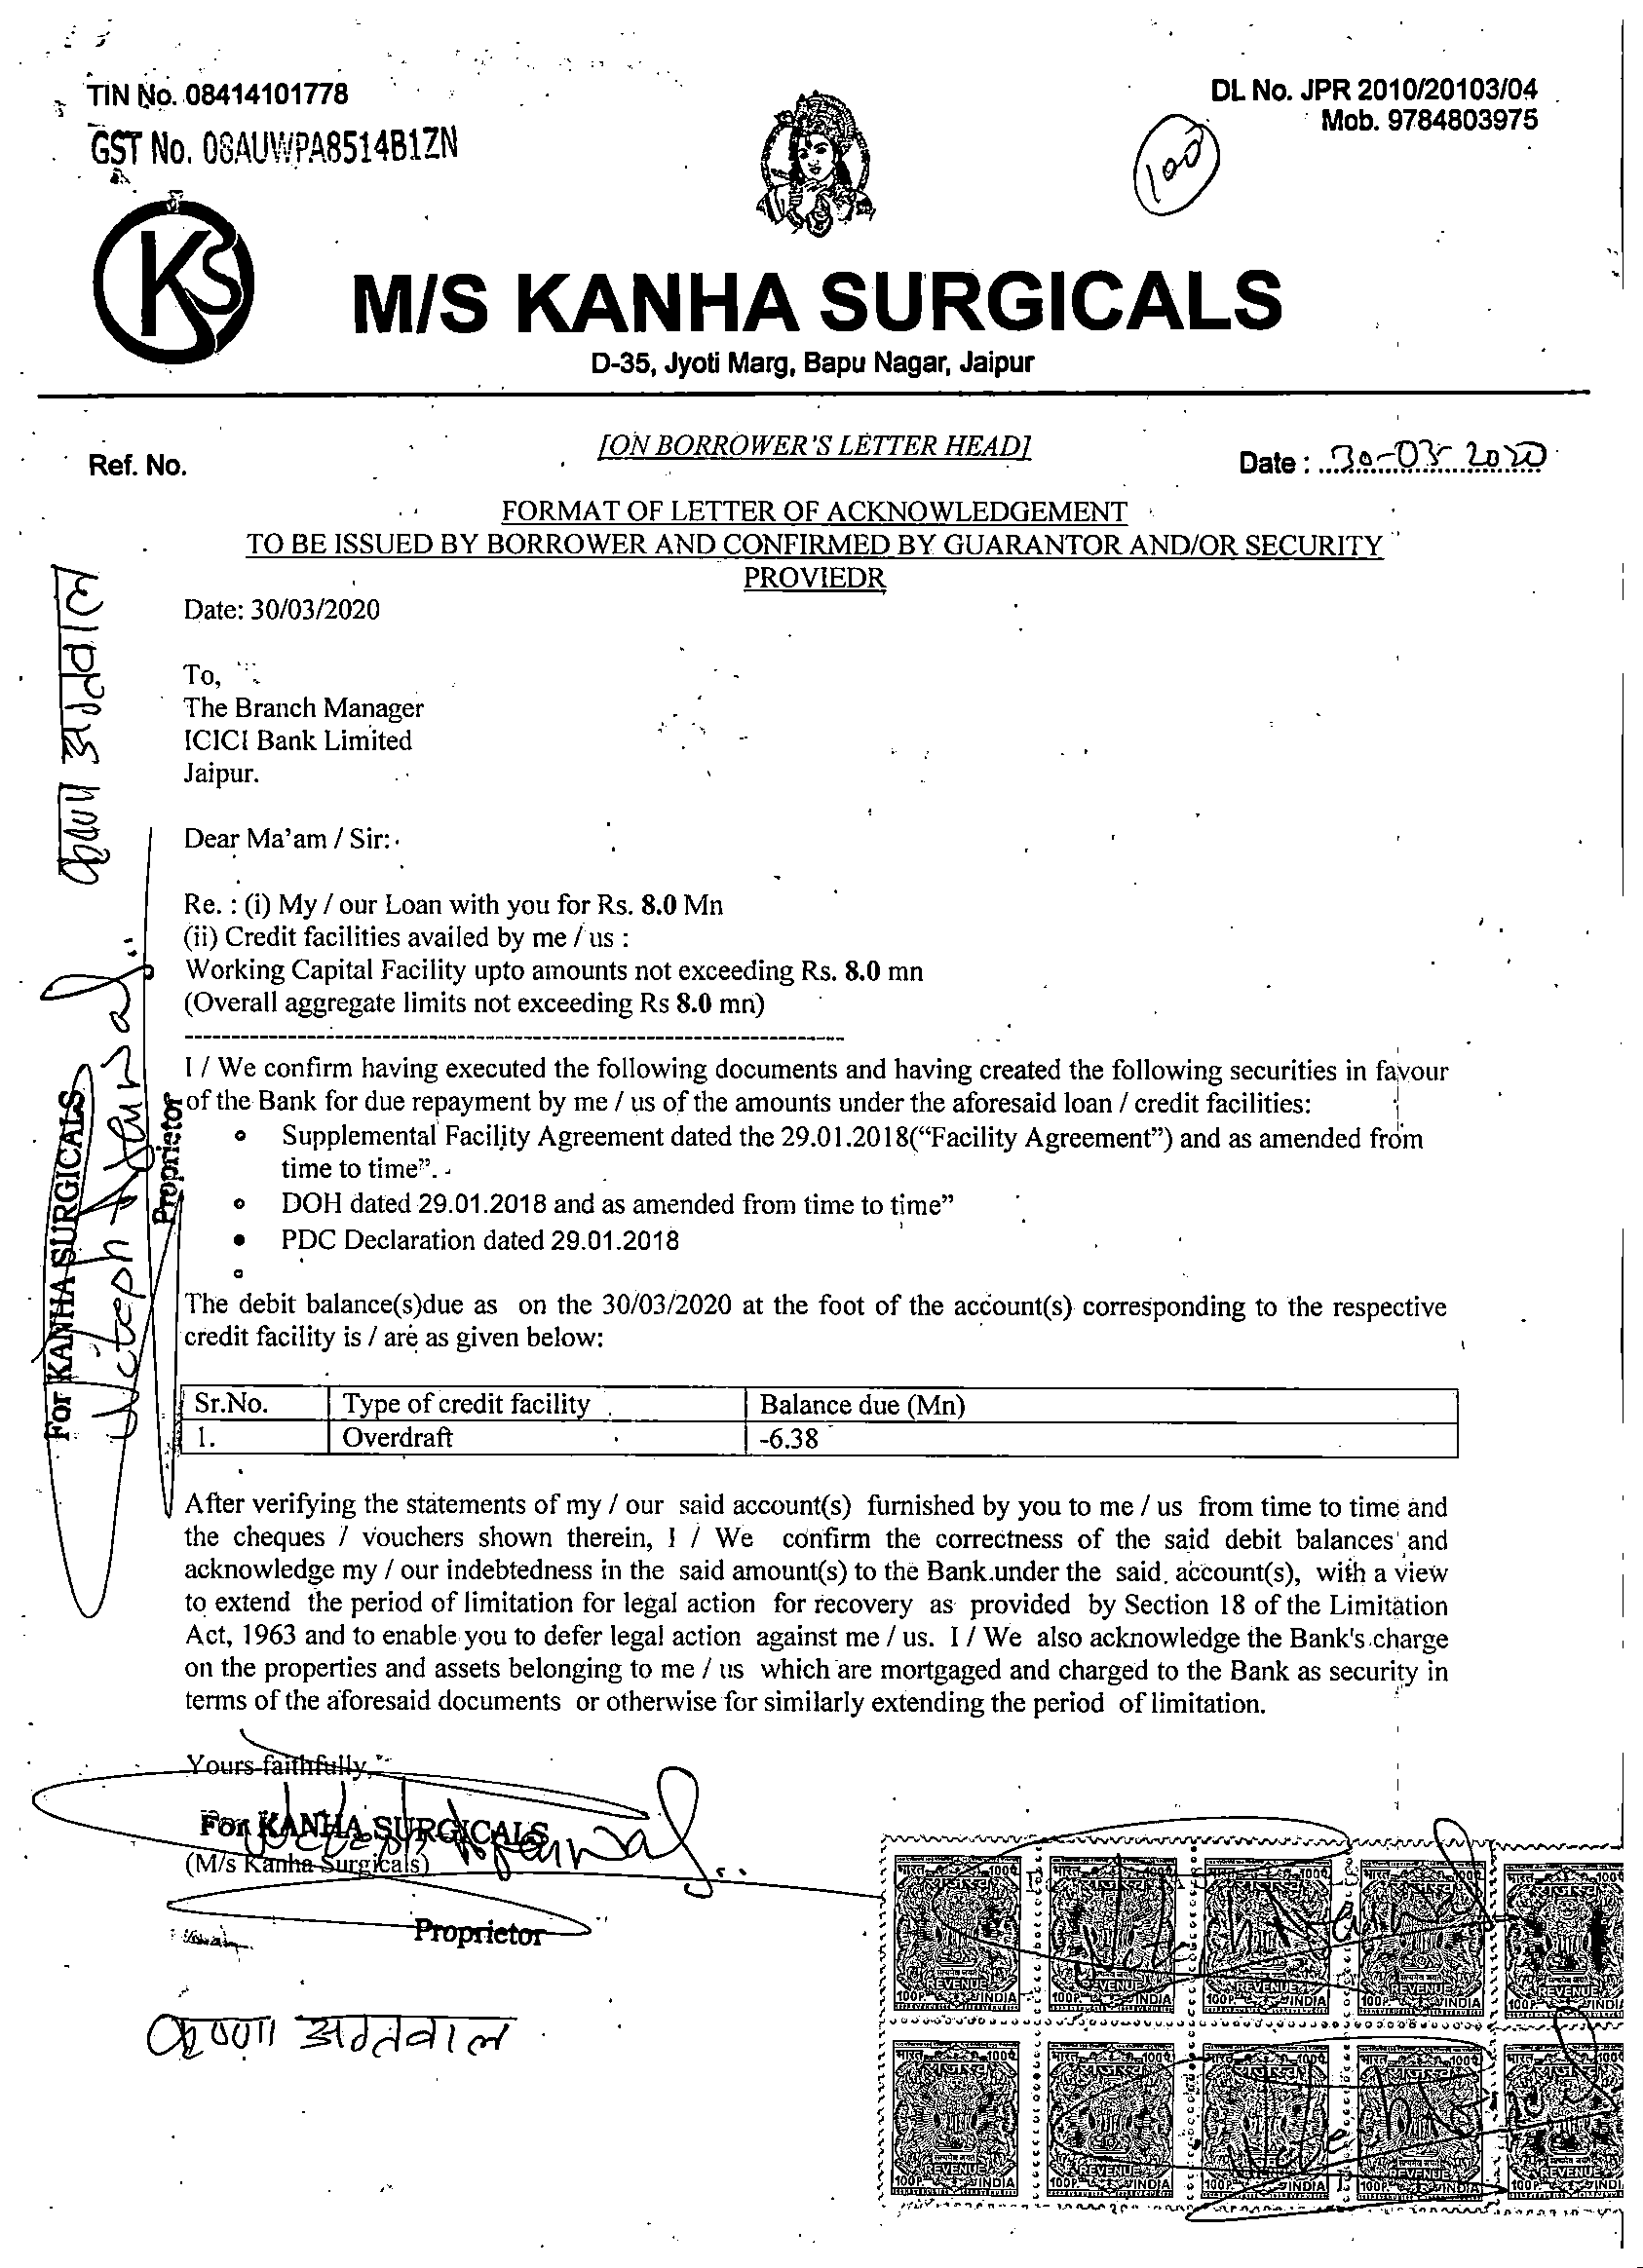 TIN No. 08414101778
GST No. 08AUWPA8514B1ZN
DL No. JPR 2010/20103/04
Mob. 9784803975
100
KS
M/S KANHA SURGICALS
D-35, Jyoti Marg, Bapu Nagar, Jaipur
Ref. No.
[ON BORROWER'S LETTER HEAD]
Date : 30-03-2020
FORMAT OF LETTER OF ACKNOWLEDGEMENT
TO BE ISSUED BY BORROWER AND CONFIRMED BY GUARANTOR AND/OR SECURITY
PROVIEDR
Date: 30/03/2020
To,
The Branch Manager
ICICI Bank Limited
Jaipur.
Dear Ma'am / Sir:
Re. : (i) My / our Loan with you for Rs. 8.0 Mn
(ii) Credit facilities availed by me / us :
Working Capital Facility upto amounts not exceeding Rs. 8.0 mn
(Overall aggregate limits not exceeding Rs 8.0 mn)
I / We confirm having executed the following documents and having created the following securities in favour
of the Bank for due repayment by me / us of the amounts under the aforesaid loan / credit facilities:
Supplemental Facility Agreement dated the 29.01.2018("Facility Agreement") and as amended from
time to time".
DOH dated 29.01.2018 and as amended from time to time"
PDC Declaration dated 29.01.2018
The debit balance(s)due as on the 30/03/2020 at the foot of the account(s) corresponding to the respective
credit facility is / are as given below:
Sr.No. Type of credit facility Balance due (Mn)
1. Overdraft -6.38
After verifying the statements of my / our said account(s) furnished by you to me / us from time to time and
the cheques / vouchers shown therein, I / We confirm the correctness of the said debit balances and
acknowledge my / our indebtedness in the said amount(s) to the Bank under the said account(s), with a view
to extend the period of limitation for legal action for recovery as provided by Section 18 of the Limitation
Act, 1963 and to enable you to defer legal action against me / us. I / We also acknowledge the Bank's charge
on the properties and assets belonging to me / us which are mortgaged and charged to the Bank as security in
terms of the aforesaid documents or otherwise for similarly extending the period of limitation.
Yours faithfully,
For KANHA SURGICALS
(M/s Kanha Surgicals)
Proprietor
कृष्णा अग्रवाल
कृष्णा अग्रवाल
For KANHA SURGICALS
Proprietor
भारत 100P
राजस्व
REVENUE
100P. INDIA